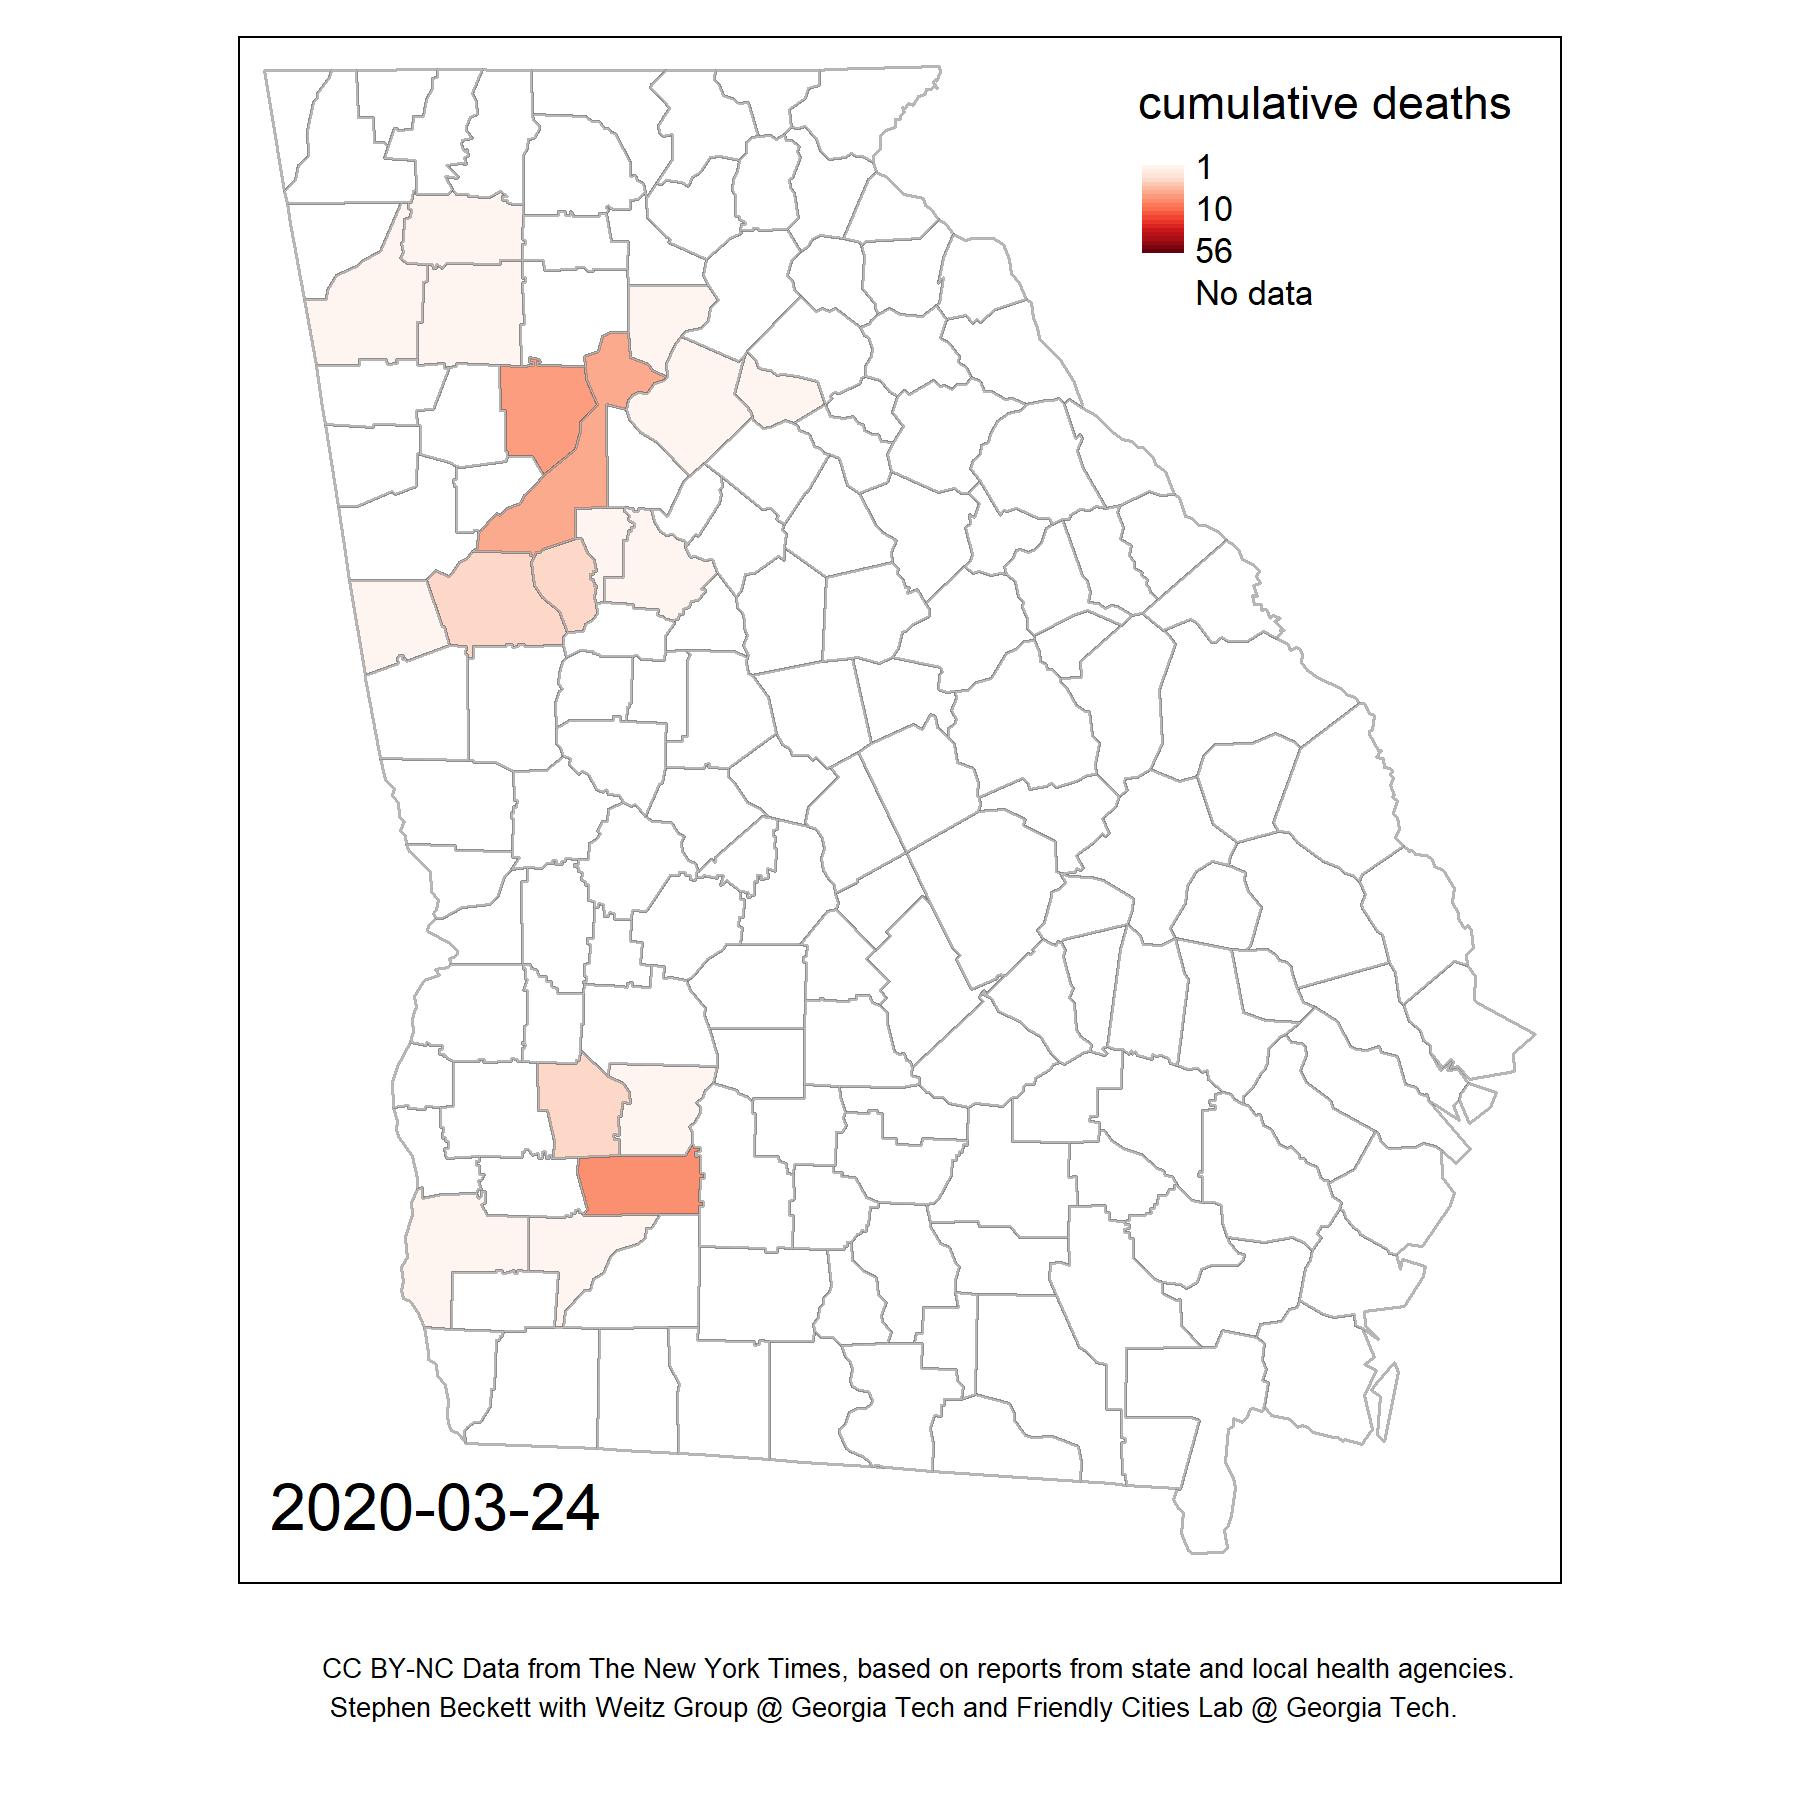 cumulative deaths
1
10
56
No data
2020-03-24
CC BY-NC Data from The New York Times, based on reports from state and local health agencies.
Stephen Beckett with Weitz Group @ Georgia Tech and Friendly Cities Lab @ Georgia Tech.